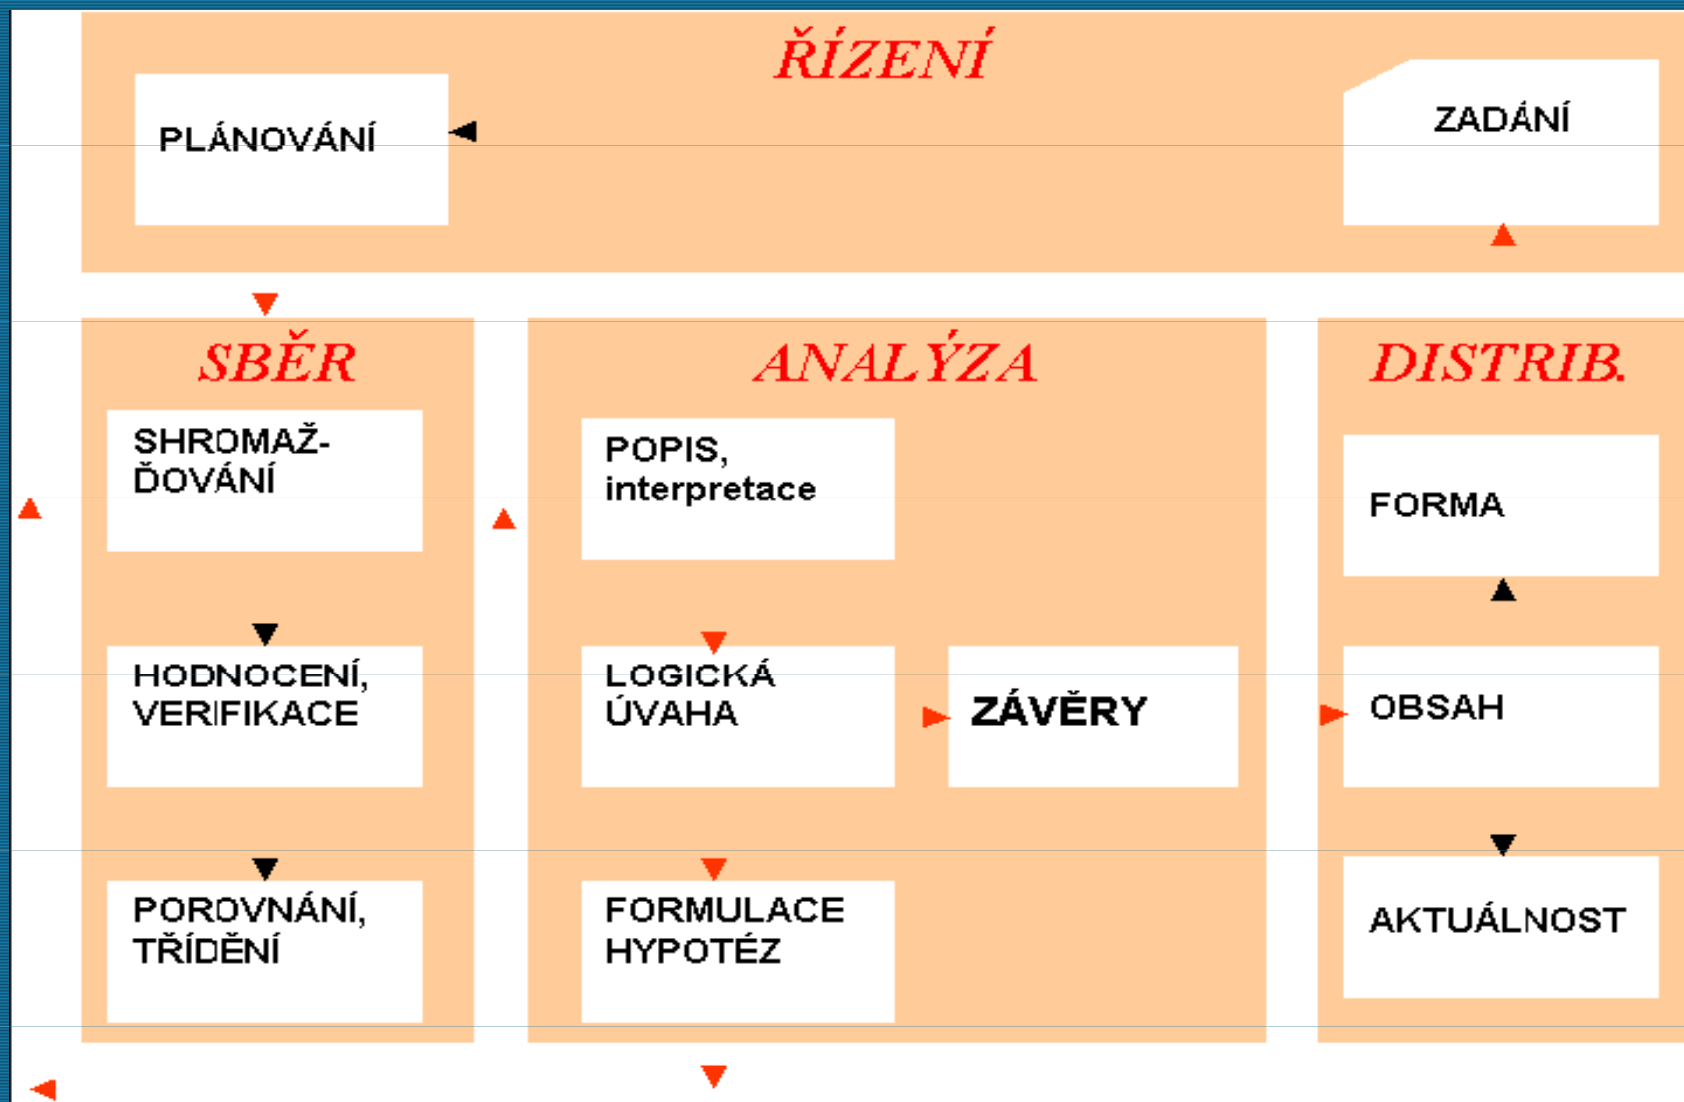 ŘÍZENÍ
PLÁNOVÁNÍ
ZADÁNÍ
SBĚR
SHROMAŽ-
ĎOVÁNÍ
HODNOCENÍ,
VERIFIKACE
POROVNÁNÍ,
TŘÍDĚNÍ
ANALÝZA
POPIS,
interpretace
LOGICKÁ
ÚVAHA
ZÁVĚRY
FORMULACE
HYPOTÉZ
DISTRIB.
FORMA
OBSAH
AKTUÁLNOST